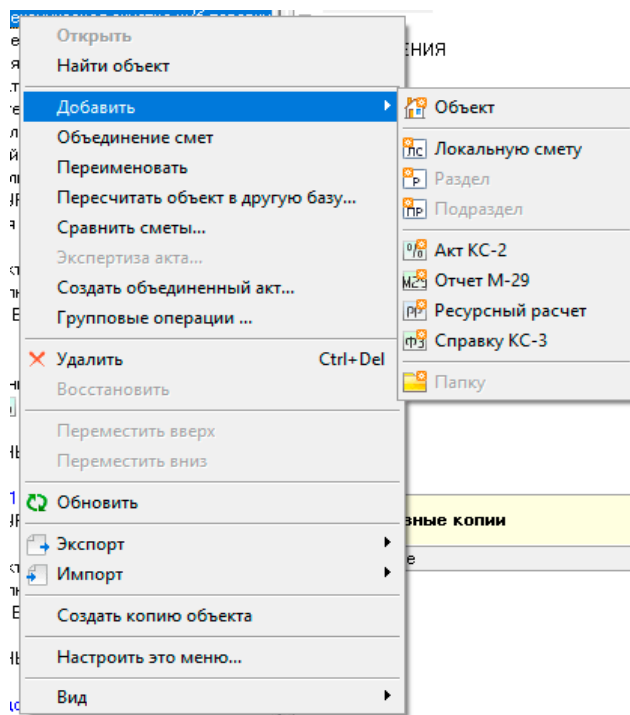 ЕНИЯ
Открыть
Найти объект
Добавить
Объединение смет
Переименовать
Пересчитать объект в другую базу...
Сравнить сметы...
Экспертиза акта...
Создать объединенный акт...
Групповые операции ...
Удалить Ctrl+Del
Восстановить
Переместить вверх
Переместить вниз
Обновить
Экспорт
Импорт
Создать копию объекта
Настроить это меню...
Вид
Объект
ЛС Локальную смету
Р Раздел
ПР Подраздел
% Акт КС-2
М29 Отчет М-29
РР Ресурсный расчет
Ф3 Справку КС-3
Папку
вные копии